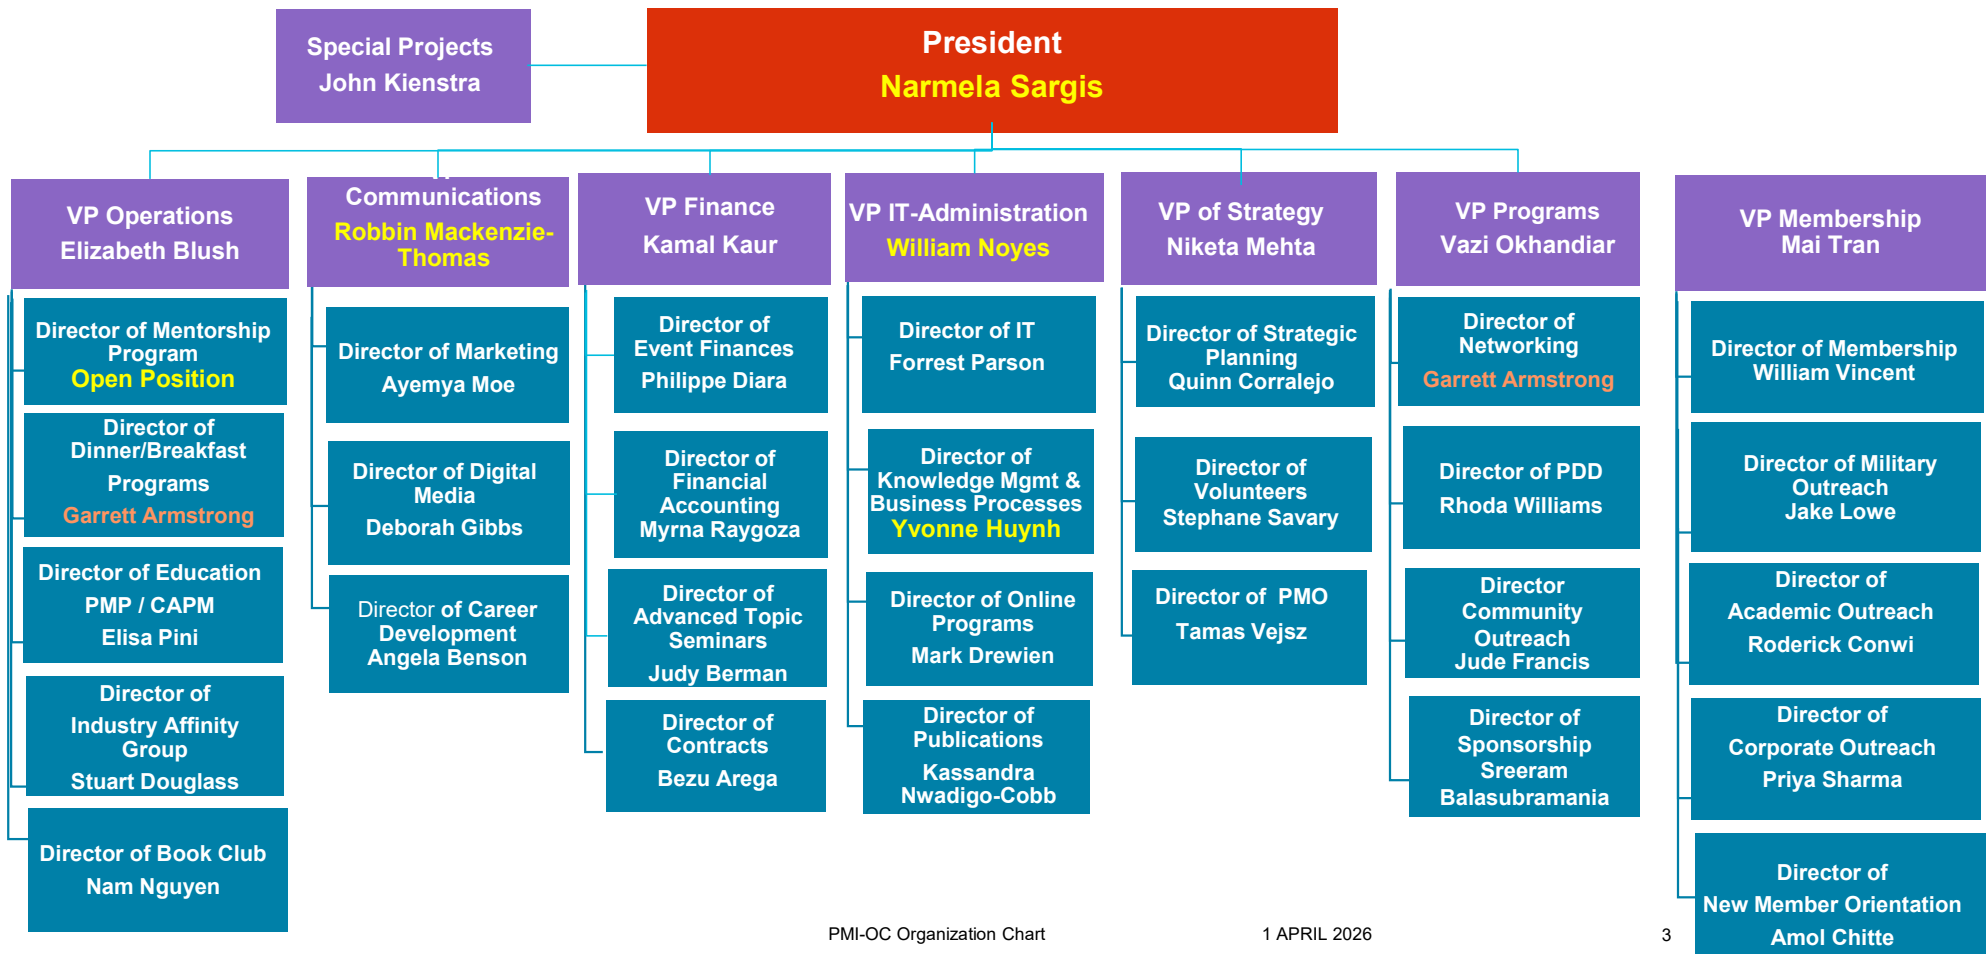 Special Projects
John Kienstra
President
Narmela Sargis
VP Operations
Elizabeth Blush
Communications
Robbin Mackenzie-
Thomas
VP Finance
Kamal Kaur
VP IT-Administration
William Noyes
VP of Strategy
Niketa Mehta
VP Programs
Vazi Okhandiar
VP Membership
Mai Tran
Director of Mentorship
Program
Open Position
Director of
Dinner/Breakfast
Programs
Garrett Armstrong
Director of Education
PMP / CAPM
Elisa Pini
Director of
Industry Affinity
Group
Stuart Douglass
Director of Book Club
Nam Nguyen
Director of Marketing
Ayemya Moe
Director of Digital
Media
Deborah Gibbs
Director of Career
Development
Angela Benson
Director of
Event Finances
Philippe Diara
Director of
Financial
Accounting
Myrna Raygoza
Director of
Advanced Topic
Seminars
Judy Berman
Director of
Contracts
Bezu Arega
Director of IT
Forrest Parson
Director of
Knowledge Mgmt &
Business Processes
Yvonne Huynh
Director of Online
Programs
Mark Drewien
Director of
Publications
Kassandra
Nwadigo-Cobb
Director of Strategic
Planning
Quinn Corralejo
Director of
Volunteers
Stephane Savary
Director of PMO
Tamas Vejsz
Director of
Networking
Garrett Armstrong
Director of PDD
Rhoda Williams
Director
Community
Outreach
Jude Francis
Director of
Sponsorship
Sreeram
Balasubramania
Director of Membership
William Vincent
Director of Military
Outreach
Jake Lowe
Director of
Academic Outreach
Roderick Conwi
Director of
Corporate Outreach
Priya Sharma
Director of
New Member Orientation
Amol Chitte
PMI-OC Organization Chart
1 APRIL 2026
3